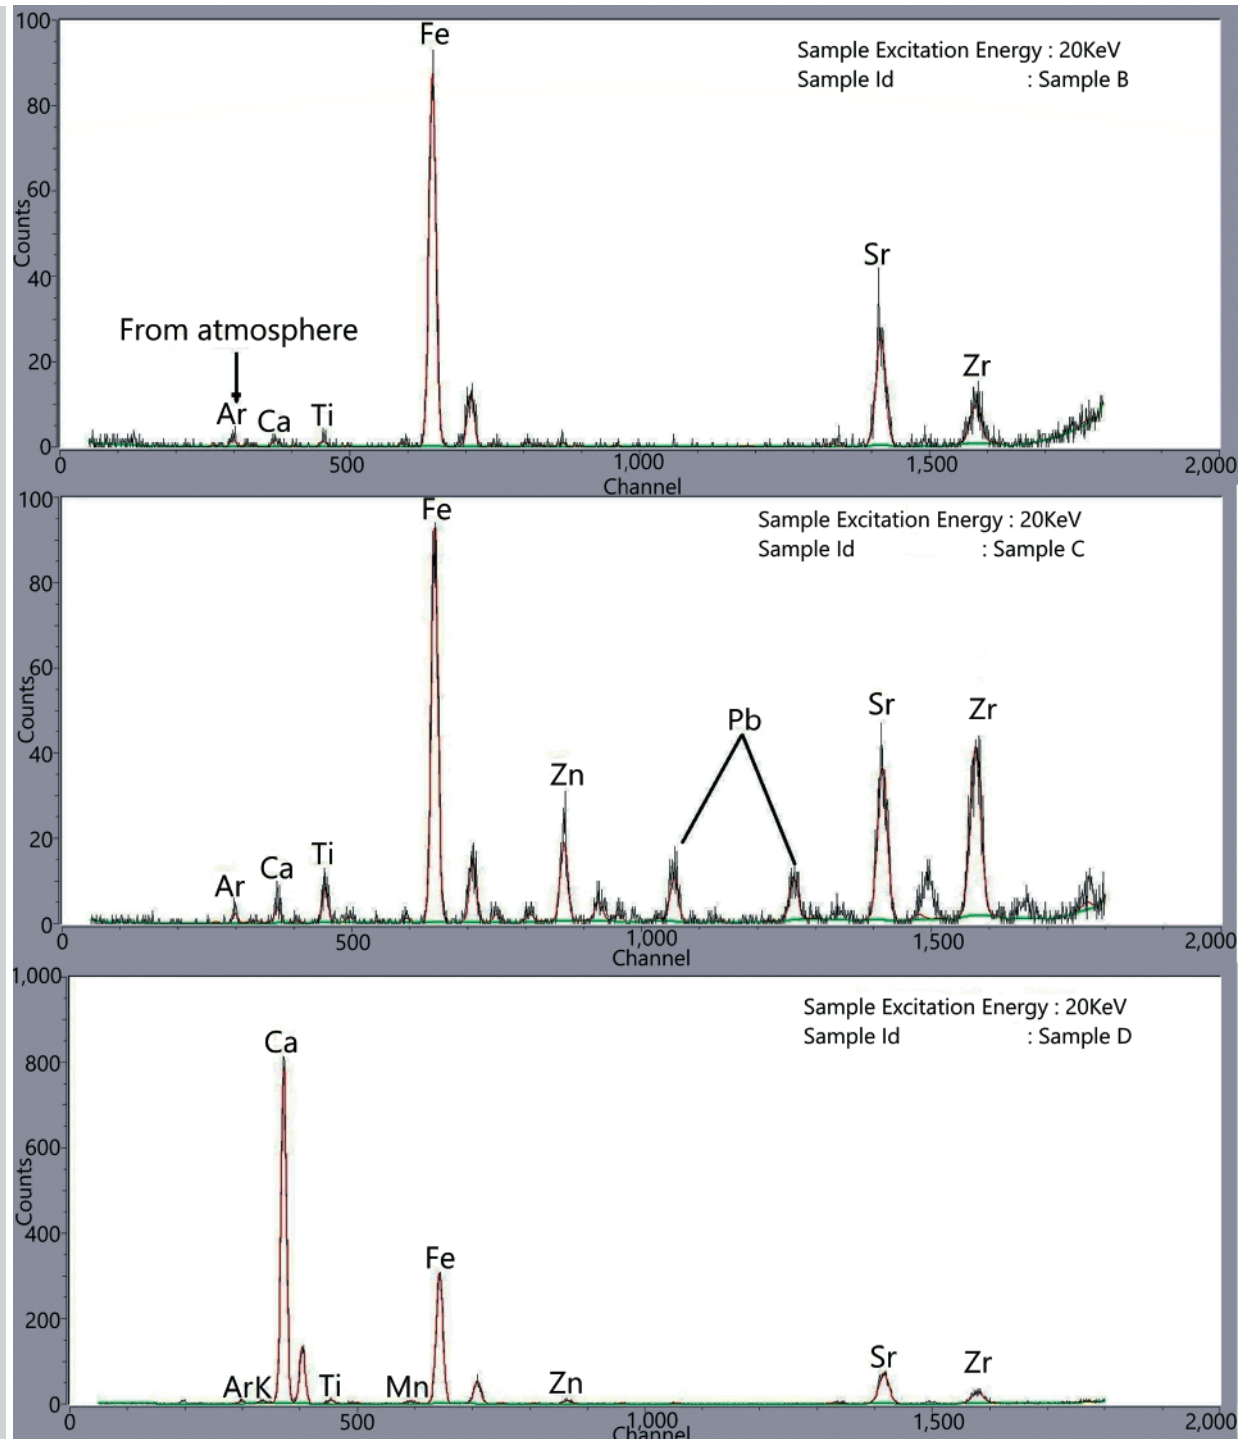 100
Fe
Sample Excitation Energy : 20KeV
Sample Id : Sample B
80
60
Counts
40
Sr
From atmosphere
20
Zr
Ar Ca Ti
0
0 500 1,000 1,500 2,000
Channel
100
Fe
Sample Excitation Energy : 20KeV
Sample Id : Sample C
80
60
Counts
Pb
Sr Zr
40
Zn
20
Ar Ca Ti
0
0 500 1,000 1,500 2,000
Channel
1,000
Sample Excitation Energy : 20KeV
Sample Id : Sample D
Ca
800
600
Counts
400
Fe
200
Sr Zr
ArK Ti Mn Zn
0
0 500 1,000 1,500 2,000
Channel